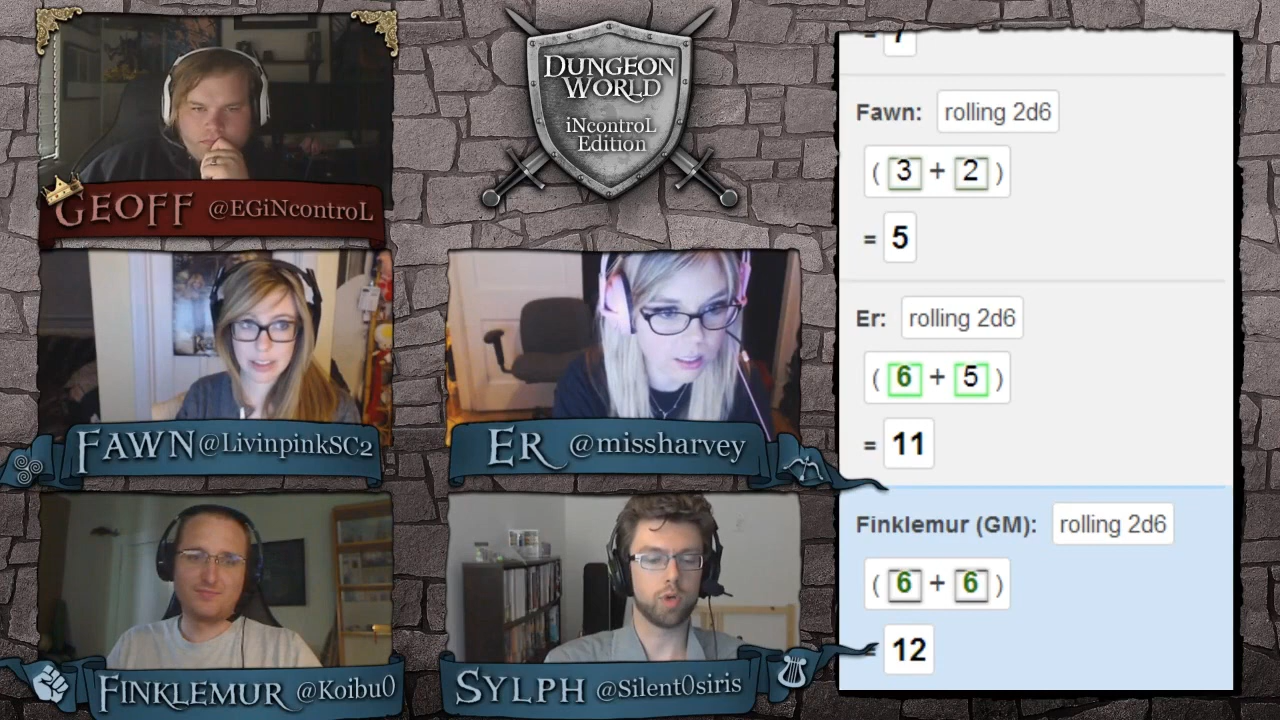 GEOFF @EGiNcontroL
DUNGEON
WORLD
iNcontroL
Edition
FAWN @LivinpinkSC2
ER @missharvey
FINKLEMUR @Koibu0
SYLPH @Silent0siris
= 7
Fawn: rolling 2d6
( 3 + 2 )
= 5
Er: rolling 2d6
( 6 + 5 )
= 11
Finklemur (GM): rolling 2d6
( 6 + 6 )
= 12